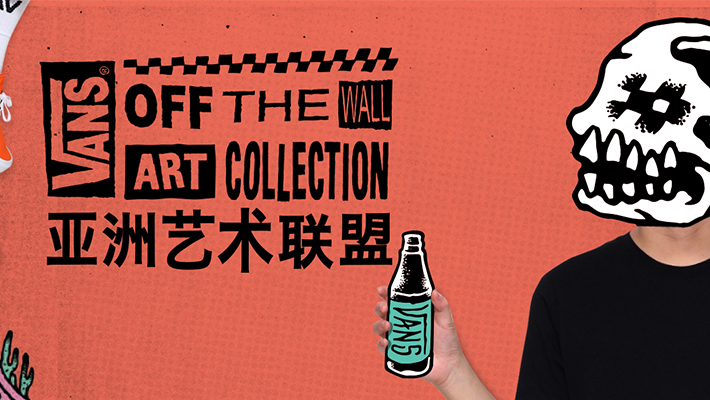 VANS®
OFF THE WALL
ART COLLECTION
亚洲艺术联盟
VANS